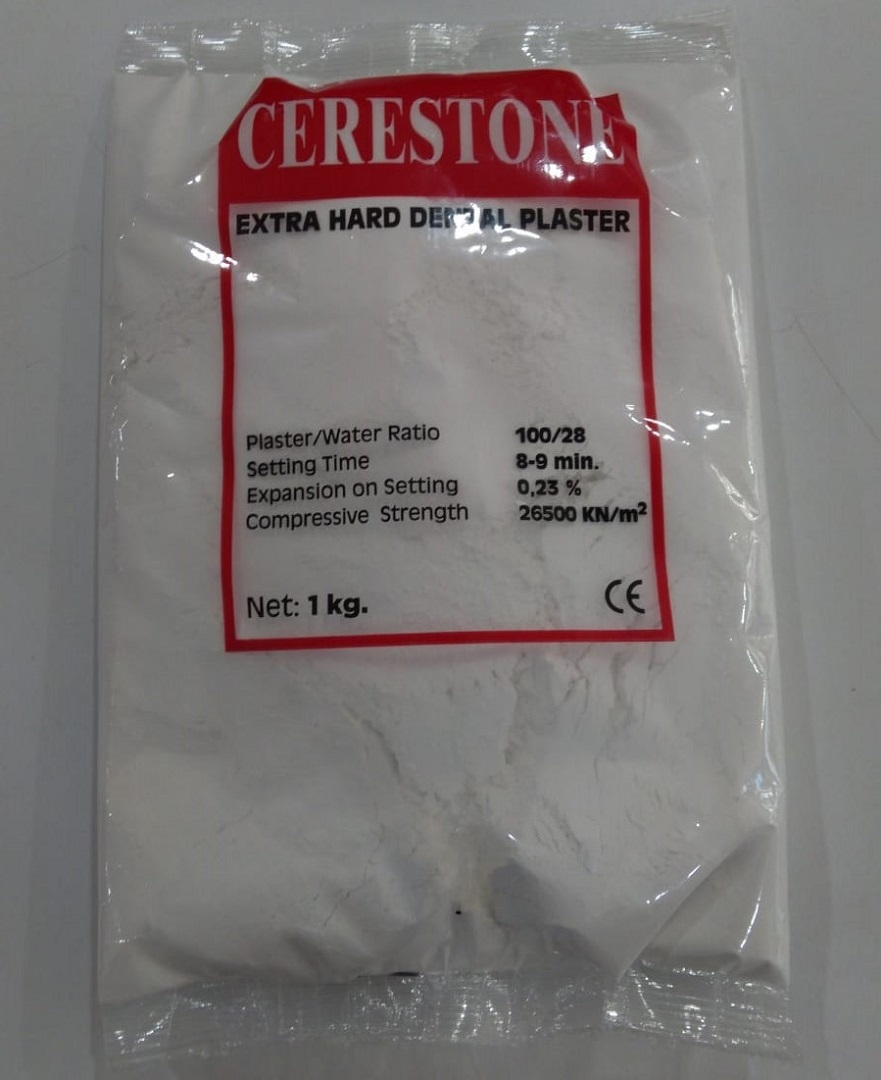 CERESTONE
EXTRA HARD DENTAL PLASTER
Plaster/Water Ratio 100/28
Setting Time 8-9 min.
Expansion on Setting 0,23 %
Compressive Strength 26500 KN/m²
Net: 1 kg. CE